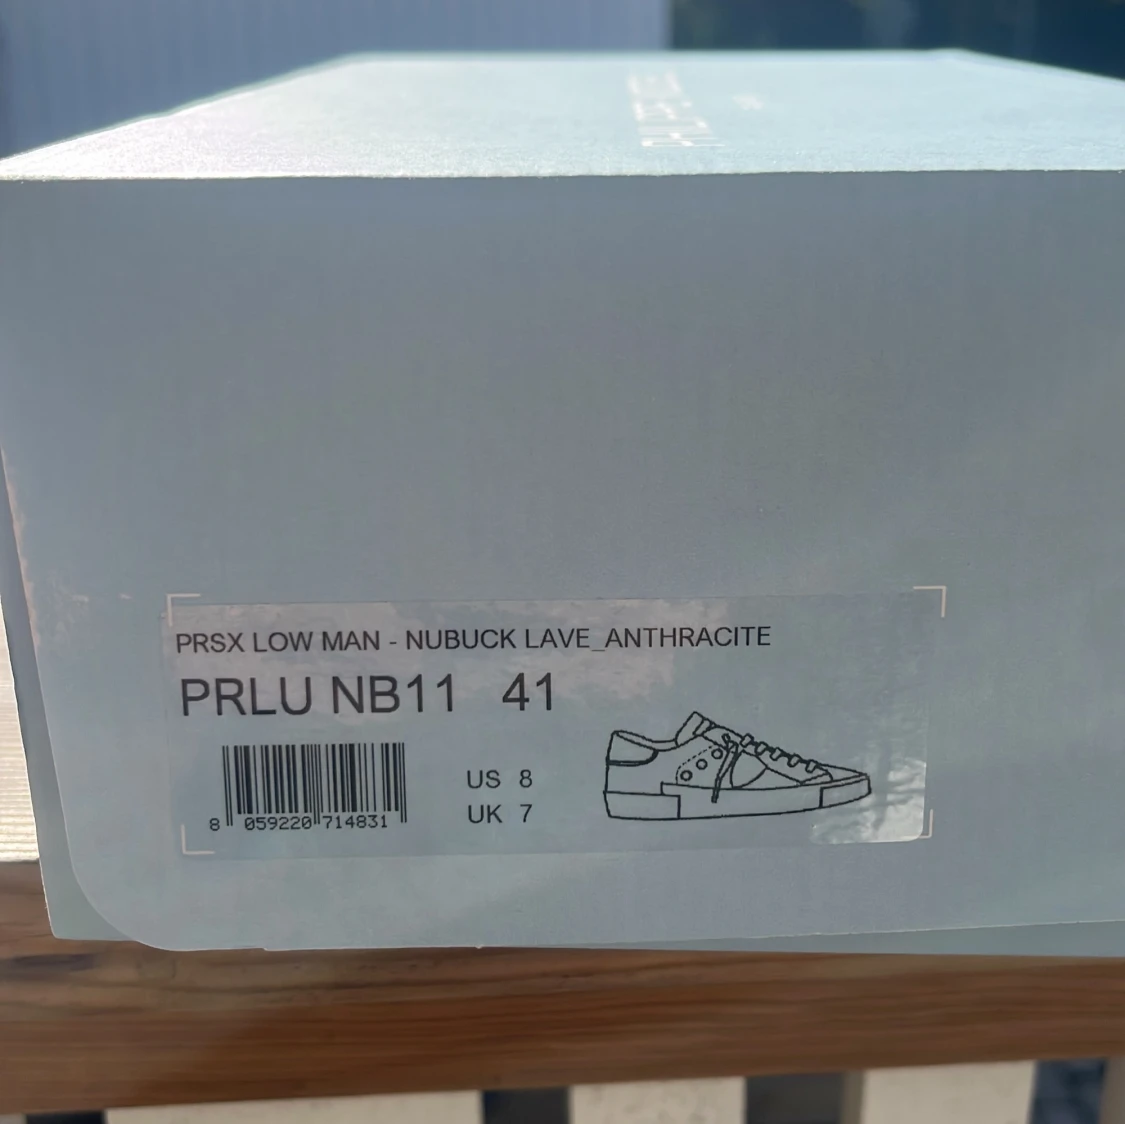 PRSX LOW MAN - NUBUCK LAVE_ANTHRACITE
PRLU NB11 41
US 8
UK 7
8 059220 714831